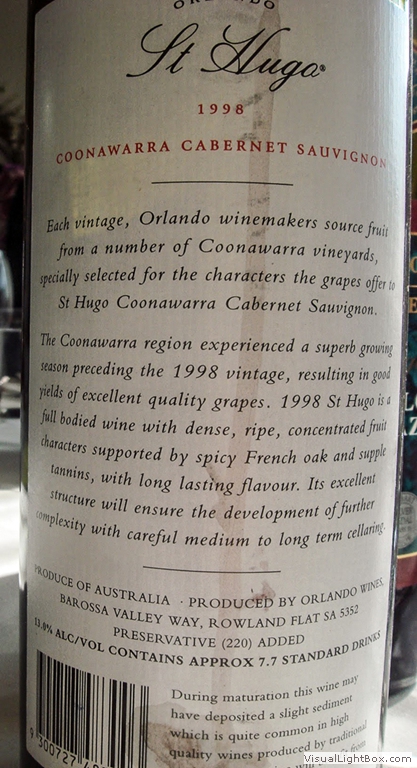 ORLANDO
St Hugo®
1998
COONAWARRA CABERNET SAUVIGNON
Each vintage, Orlando winemakers source fruit
from a number of Coonawarra vineyards,
specially selected for the characters the grapes offer to
St Hugo Coonawarra Cabernet Sauvignon.
The Coonawarra region experienced a superb growing
season preceding the 1998 vintage, resulting in good
yields of excellent quality grapes. 1998 St Hugo is a
full bodied wine with dense, ripe, concentrated fruit
characters supported by spicy French oak and supple
tannins, with long lasting flavour. Its excellent
structure will ensure the development of further
complexity with careful medium to long term cellaring.
PRODUCE OF AUSTRALIA · PRODUCED BY ORLANDO WINES,
BAROSSA VALLEY WAY, ROWLAND FLAT SA 5352
PRESERVATIVE (220) ADDED
13.0% ALC/VOL CONTAINS APPROX 7.7 STANDARD DRINKS
During maturation this wine may
have deposited a slight sediment
which is quite common in high
quality wines produced by traditional
will
from
9 300727
VisualLightBox.com